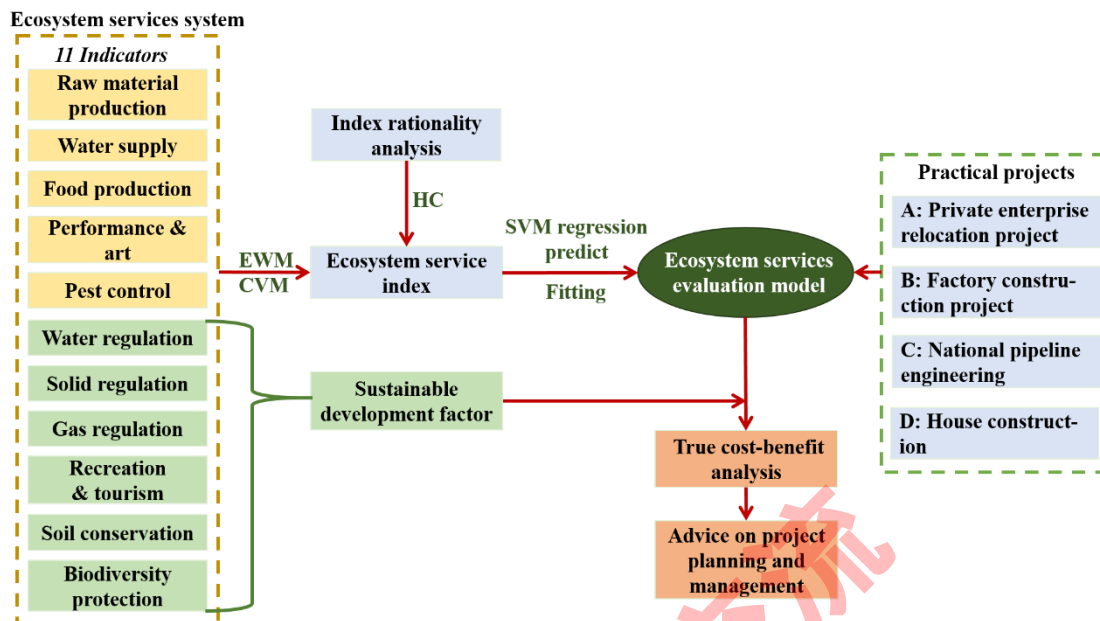 Ecosystem services system
11 Indicators
Raw material
production
Water supply
Food production
Performance &
art
Pest control
Water regulation
Solid regulation
Gas regulation
Recreation
& tourism
Soil conservation
Biodiversity
protection
EWM
CVM
Index rationality
analysis
HC
Ecosystem service
index
Sustainable
development factor
SVM regression
predict
Fitting
Ecosystem services
evaluation model
True cost-benefit
analysis
Advice on project
planning and
management
Practical projects
A: Private enterprise
relocation project
B: Factory constru-
ction project
C: National pipeline
engineering
D: House construct-
ion
流